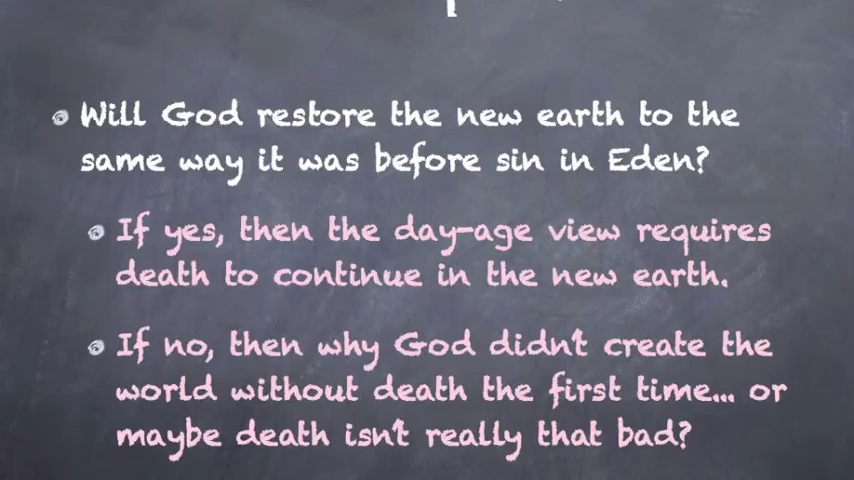 Will God restore the new earth to the
same way it was before sin in Eden?
If yes, then the day-age view requires
death to continue in the new earth.
If no, then why God didn't create the
world without death the first time... or
maybe death isn't really that bad?